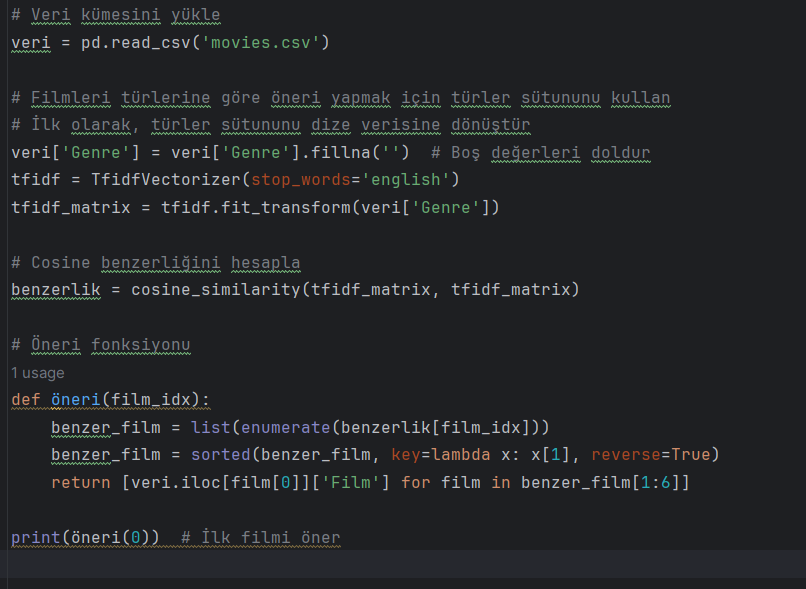 # Veri kümesini yükle
veri = pd.read_csv('movies.csv')
# Filmleri türlerine göre öneri yapmak için türler sütununu kullan
# İlk olarak, türler sütununu dize verisine dönüştür
veri['Genre'] = veri['Genre'].fillna('')  # Boş değerleri doldur
tfidf = TfidfVectorizer(stop_words='english')
tfidf_matrix = tfidf.fit_transform(veri['Genre'])
# Cosine benzerliğini hesapla
benzerlik = cosine_similarity(tfidf_matrix, tfidf_matrix)
# Öneri fonksiyonu
1 usage
def öneri(film_idx):
    benzer_film = list(enumerate(benzerlik[film_idx]))
    benzer_film = sorted(benzer_film, key=lambda x: x[1], reverse=True)
    return [veri.iloc[film[0]]['Film'] for film in benzer_film[1:6]]
print(öneri(0))  # İlk filmi öner